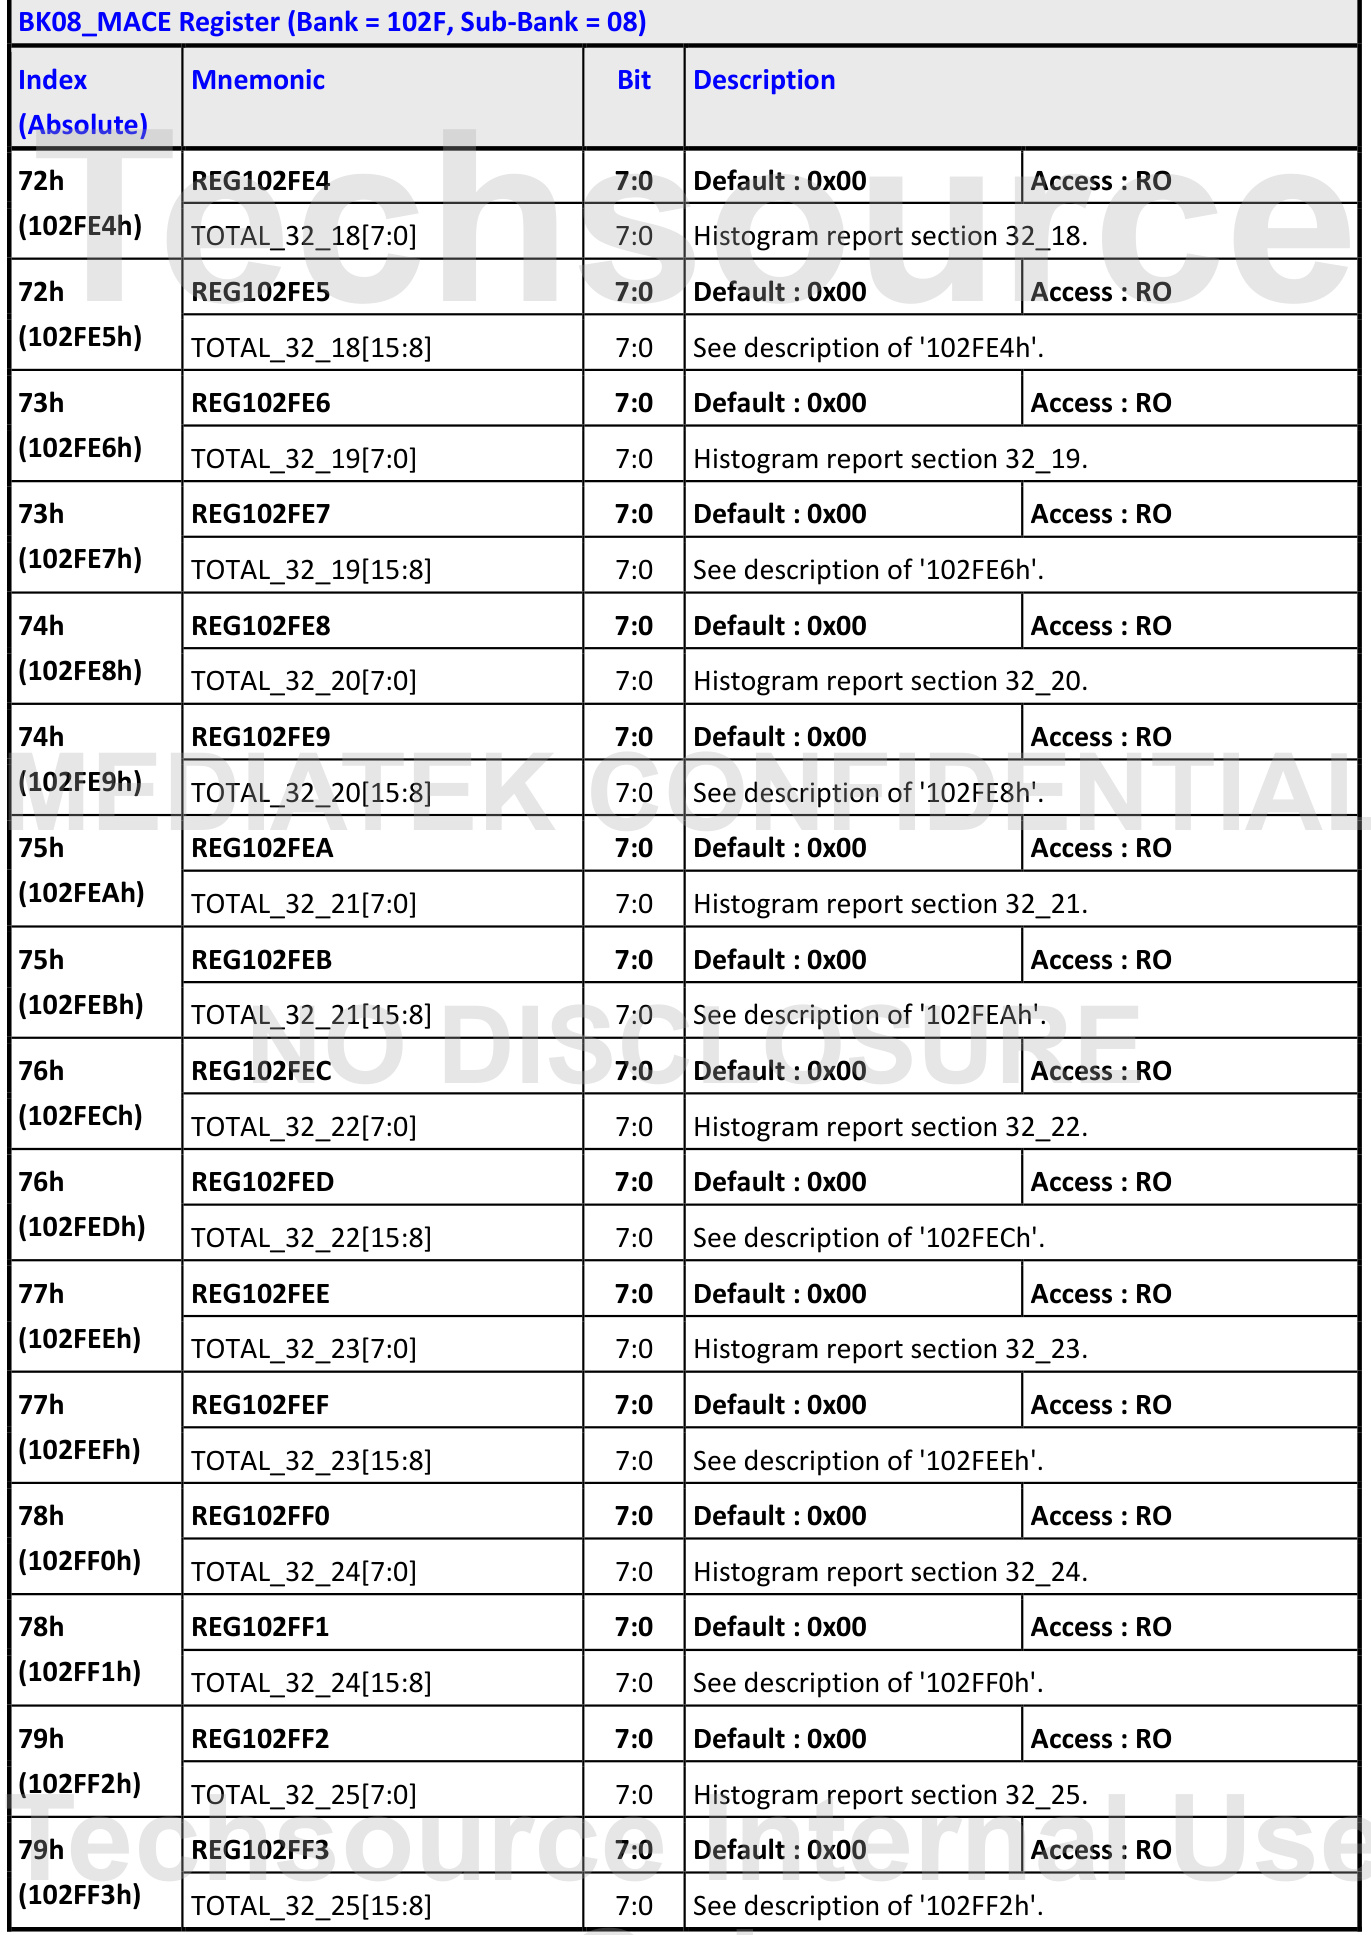 BK08_MACE Register (Bank = 102F, Sub-Bank = 08)
Index (Absolute) Mnemonic Bit Description
72h (102FE4h) REG102FE4 7:0 Default : 0x00 Access : RO
TOTAL_32_18[7:0] 7:0 Histogram report section 32_18.
72h (102FE5h) REG102FE5 7:0 Default : 0x00 Access : RO
TOTAL_32_18[15:8] 7:0 See description of '102FE4h'.
73h (102FE6h) REG102FE6 7:0 Default : 0x00 Access : RO
TOTAL_32_19[7:0] 7:0 Histogram report section 32_19.
73h (102FE7h) REG102FE7 7:0 Default : 0x00 Access : RO
TOTAL_32_19[15:8] 7:0 See description of '102FE6h'.
74h (102FE8h) REG102FE8 7:0 Default : 0x00 Access : RO
TOTAL_32_20[7:0] 7:0 Histogram report section 32_20.
74h (102FE9h) REG102FE9 7:0 Default : 0x00 Access : RO
TOTAL_32_20[15:8] 7:0 See description of '102FE8h'.
75h (102FEAh) REG102FEA 7:0 Default : 0x00 Access : RO
TOTAL_32_21[7:0] 7:0 Histogram report section 32_21.
75h (102FEBh) REG102FEB 7:0 Default : 0x00 Access : RO
TOTAL_32_21[15:8] 7:0 See description of '102FEAh'.
76h (102FECh) REG102FEC 7:0 Default : 0x00 Access : RO
TOTAL_32_22[7:0] 7:0 Histogram report section 32_22.
76h (102FEDh) REG102FED 7:0 Default : 0x00 Access : RO
TOTAL_32_22[15:8] 7:0 See description of '102FECh'.
77h (102FEEh) REG102FEE 7:0 Default : 0x00 Access : RO
TOTAL_32_23[7:0] 7:0 Histogram report section 32_23.
77h (102FEFh) REG102FEF 7:0 Default : 0x00 Access : RO
TOTAL_32_23[15:8] 7:0 See description of '102FEEh'.
78h (102FF0h) REG102FF0 7:0 Default : 0x00 Access : RO
TOTAL_32_24[7:0] 7:0 Histogram report section 32_24.
78h (102FF1h) REG102FF1 7:0 Default : 0x00 Access : RO
TOTAL_32_24[15:8] 7:0 See description of '102FF0h'.
79h (102FF2h) REG102FF2 7:0 Default : 0x00 Access : RO
TOTAL_32_25[7:0] 7:0 Histogram report section 32_25.
79h (102FF3h) REG102FF3 7:0 Default : 0x00 Access : RO
TOTAL_32_25[15:8] 7:0 See description of '102FF2h'.
Techsource
MEDIATEK CONFIDENTIAL
NO DISCLOSURE
Techsource Internal Use